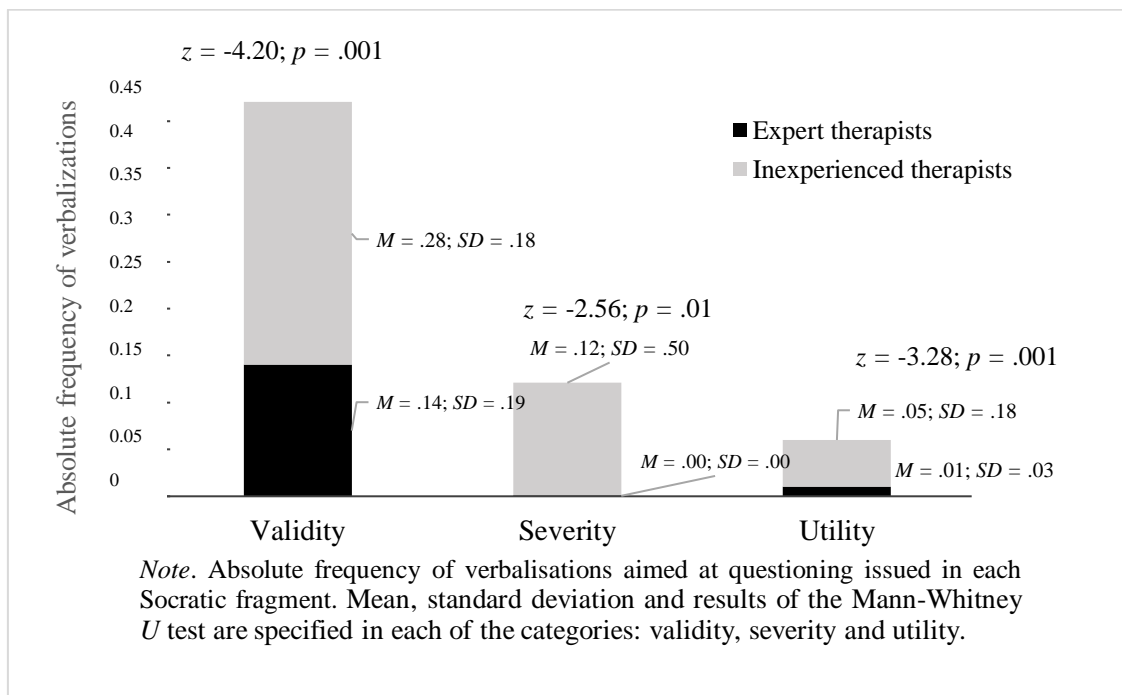 z = -4.20; p = .001
Absolute frequency of verbalizations
0.45
0.4
0.35
0.3
0.25
0.2
0.15
0.1
0.05
0
Expert therapists
Inexperienced therapists
M = .28; SD = .18
M = .14; SD = .19
z = -2.56; p = .01
M = .12; SD = .50
M = .00; SD = .00
z = -3.28; p = .001
M = .05; SD = .18
M = .01; SD = .03
Validity
Severity
Utility
Note. Absolute frequency of verbalisations aimed at questioning issued in each
Socratic fragment. Mean, standard deviation and results of the Mann-Whitney
U test are specified in each of the categories: validity, severity and utility.